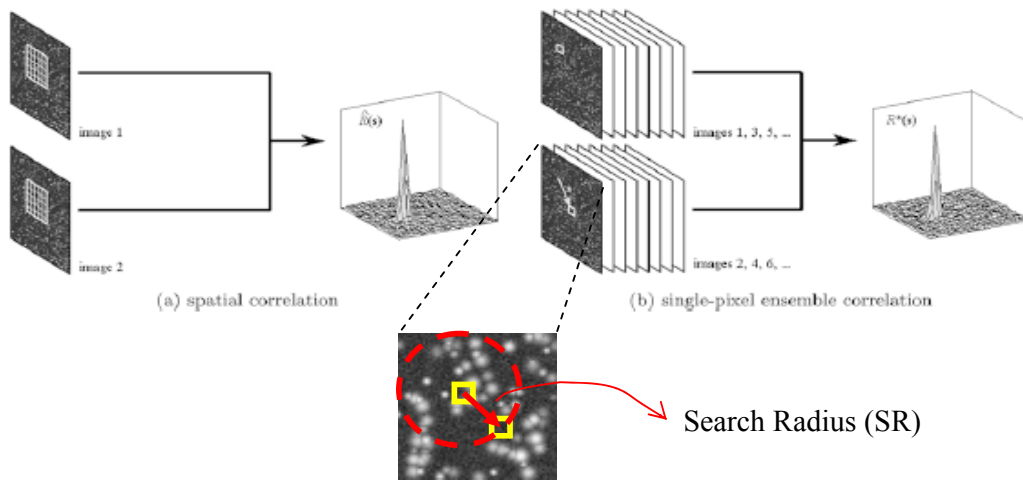 R̂(s)
image 1
image 2
(a) spatial correlation
images 1, 3, 5, ...
R*(s)
images 2, 4, 6, ...
(b) single-pixel ensemble correlation
Search Radius (SR)